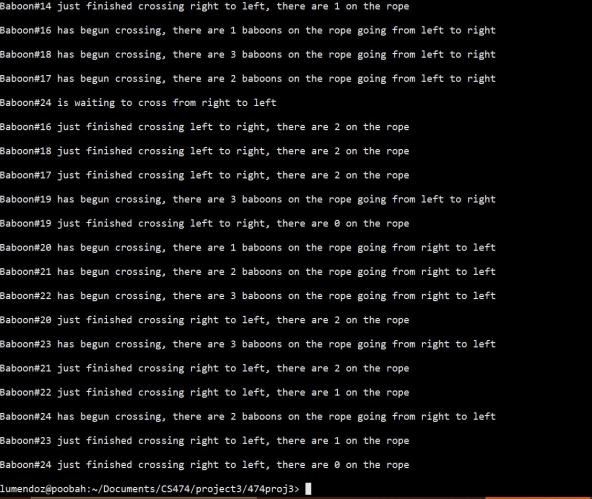 Baboon#14 just finished crossing right to left, there are 1 on the rope
Baboon#16 has begun crossing, there are 1 baboons on the rope going from left to right
Baboon#18 has begun crossing, there are 3 baboons on the rope going from left to right
Baboon#17 has begun crossing, there are 2 baboons on the rope going from left to right
Baboon#24 is waiting to cross from right to left
Baboon#16 just finished crossing left to right, there are 2 on the rope
Baboon#18 just finished crossing left to right, there are 2 on the rope
Baboon#17 just finished crossing left to right, there are 2 on the rope
Baboon#19 has begun crossing, there are 3 baboons on the rope going from left to right
Baboon#19 just finished crossing left to right, there are 0 on the rope
Baboon#20 has begun crossing, there are 1 baboons on the rope going from right to left
Baboon#21 has begun crossing, there are 2 baboons on the rope going from right to left
Baboon#22 has begun crossing, there are 3 baboons on the rope going from right to left
Baboon#20 just finished crossing right to left, there are 2 on the rope
Baboon#23 has begun crossing, there are 3 baboons on the rope going from right to left
Baboon#21 just finished crossing right to left, there are 2 on the rope
Baboon#22 just finished crossing right to left, there are 1 on the rope
Baboon#24 has begun crossing, there are 2 baboons on the rope going from right to left
Baboon#23 just finished crossing right to left, there are 1 on the rope
Baboon#24 just finished crossing right to left, there are 0 on the rope
lumendoz@poobah:~/Documents/CS474/project3/474proj3>